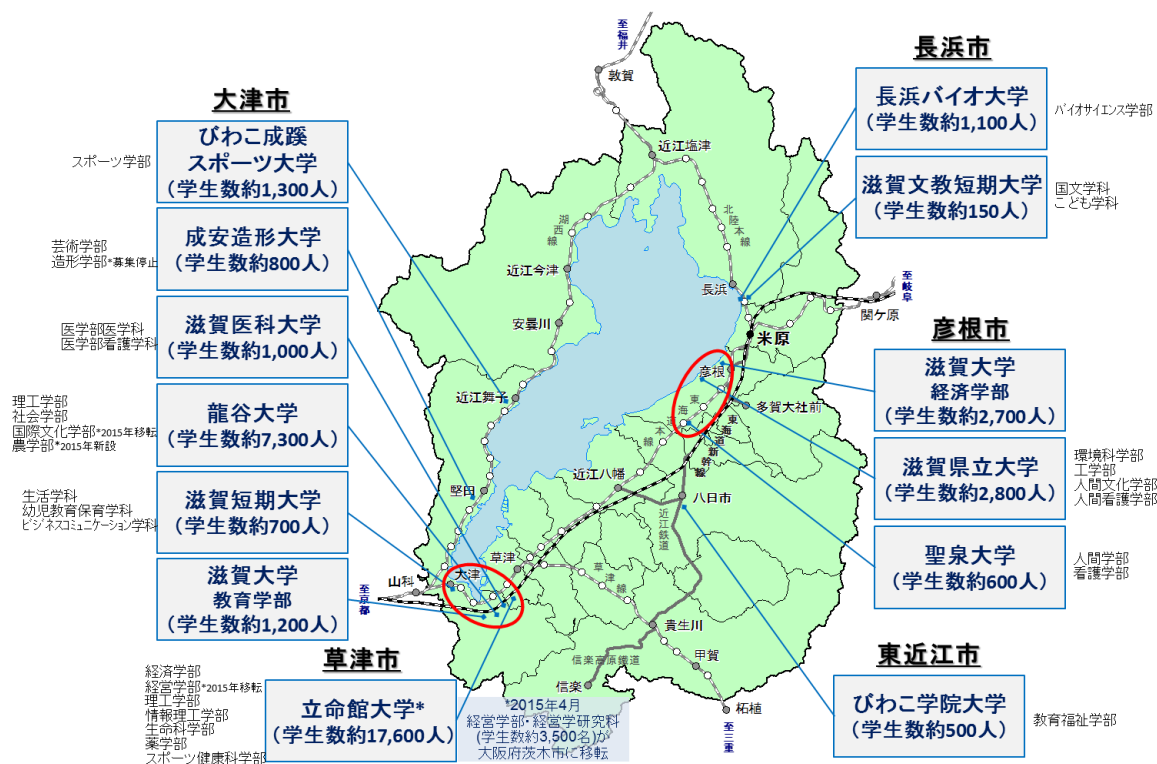 大津市
スポーツ学部
びわこ成蹊
スポーツ大学
(学生数約1,300人)
芸術学部
造形学部*募集停止
成安造形大学
(学生数約800人)
医学部医学科
医学部看護学科
滋賀医科大学
(学生数約1,000人)
理工学部
社会学部
国際文化学部*2015年移転
農学部*2015年新設
龍谷大学
(学生数約7,300人)
生活学科
幼児教育保育学科
ビジネスコミュニケーション学科
滋賀短期大学
(学生数約700人)
滋賀大学
教育学部
(学生数約1,200人)
草津市
経済学部
経営学部*2015年移転
理工学部
情報理工学部
生命科学部
薬学部
スポーツ健康科学部
立命館大学*
(学生数約17,600人)
*2015年4月
経営学部・経営学研究科
(学生数約3,500名)が
大阪府茨木市に移転
長浜市
長浜バイオ大学
(学生数約1,100人)
バイオサイエンス学部
滋賀文教短期大学
(学生数約150人)
国文学科
こども学科
彦根市
滋賀大学
経済学部
(学生数約2,700人)
滋賀県立大学
(学生数約2,800人)
環境科学部
工学部
人間文化学部
人間看護学部
聖泉大学
(学生数約600人)
人間学部
看護学部
東近江市
びわこ学院大学
(学生数約500人)
教育福祉学部
至福井
敦賀
近江塩津
湖西線
北陸本線
近江今津
長浜
至岐阜
関ケ原
安曇川
米原
彦根
近江舞子
多賀大社前
東海道本線
東海道新幹線
近江八幡
八日市
堅田
近江鉄道
草津
草津線
大津
山科
至京都
貴生川
信楽高原鐵道
甲賀
信楽
柘植
至三重